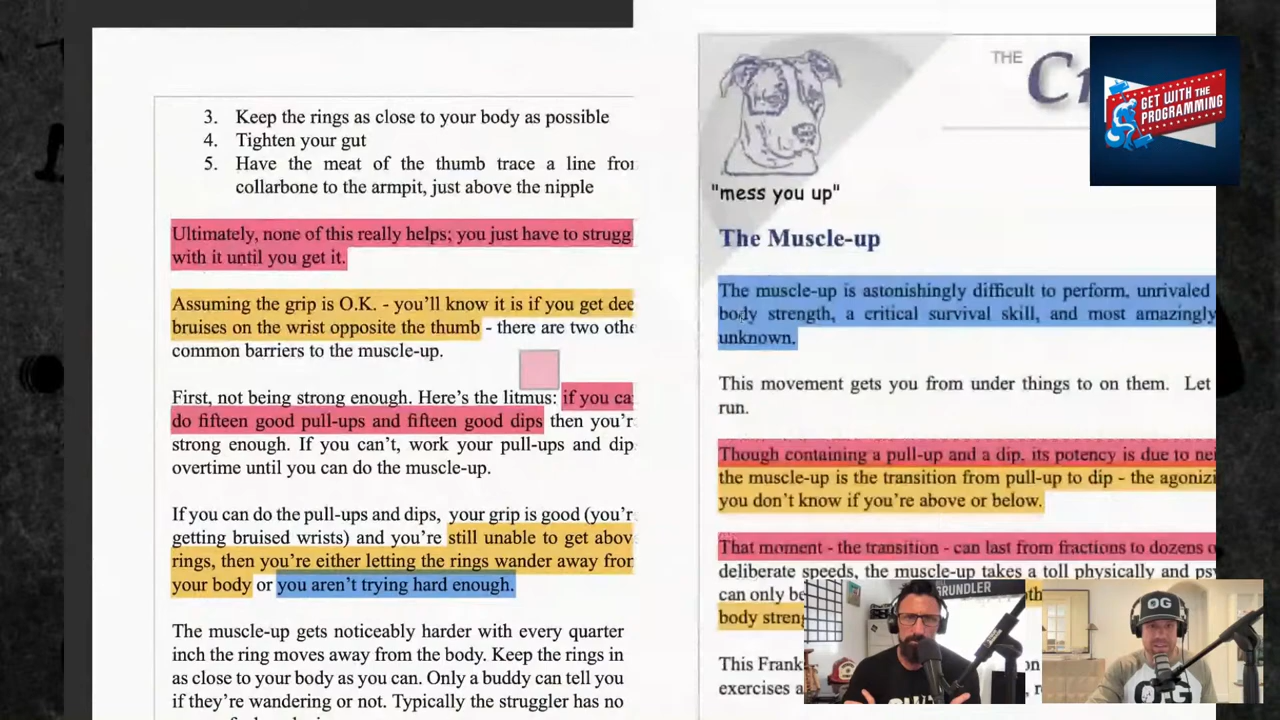 3. Keep the rings as close to your body as possible
4. Tighten your gut
5. Have the meat of the thumb trace a line from
collarbone to the armpit, just above the nipple
Ultimately, none of this really helps; you just have to strugg
with it until you get it.
Assuming the grip is O.K. - you'll know it is if you get dee
bruises on the wrist opposite the thumb - there are two othe
common barriers to the muscle-up.
First, not being strong enough. Here's the litmus: if you ca
do fifteen good pull-ups and fifteen good dips then you'r
strong enough. If you can't, work your pull-ups and dip
overtime until you can do the muscle-up.
If you can do the pull-ups and dips, your grip is good (you'r
getting bruised wrists) and you're still unable to get abov
rings, then you're either letting the rings wander away fror
your body or you aren't trying hard enough.
The muscle-up gets noticeably harder with every quarter
inch the ring moves away from the body. Keep the rings in
as close to your body as you can. Only a buddy can tell you
if they're wandering or not. Typically the struggler has no
THE
"mess you up"
The Muscle-up
The muscle-up is astonishingly difficult to perform, unrivaled
body strength, a critical survival skill, and most amazingly
unknown.
This movement gets you from under things to on them. Let
run.
Though containing a pull-up and a dip, its potency is due to nei
the muscle-up is the transition from pull-up to dip - the agonizi
you don't know if you're above or below.
That moment - the transition - can last from fractions to dozens o
deliberate speeds, the muscle-up takes a toll physically and psy
can only be
body streng
This Frank
exercises a
GET WITH THE
PROGRAMMING
GRUNDLER
OG